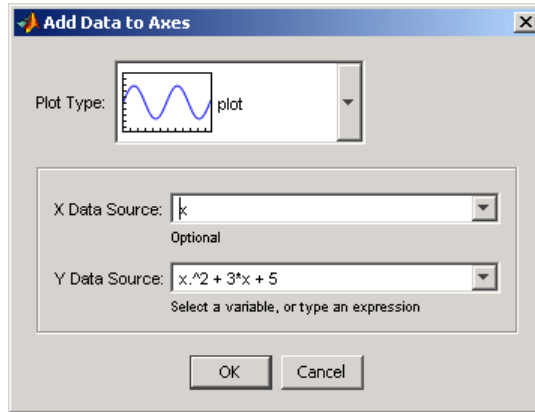 Add Data to Axes
Plot Type: plot
X Data Source: x
Optional
Y Data Source: x.^2 + 3*x + 5
Select a variable, or type an expression
OK Cancel